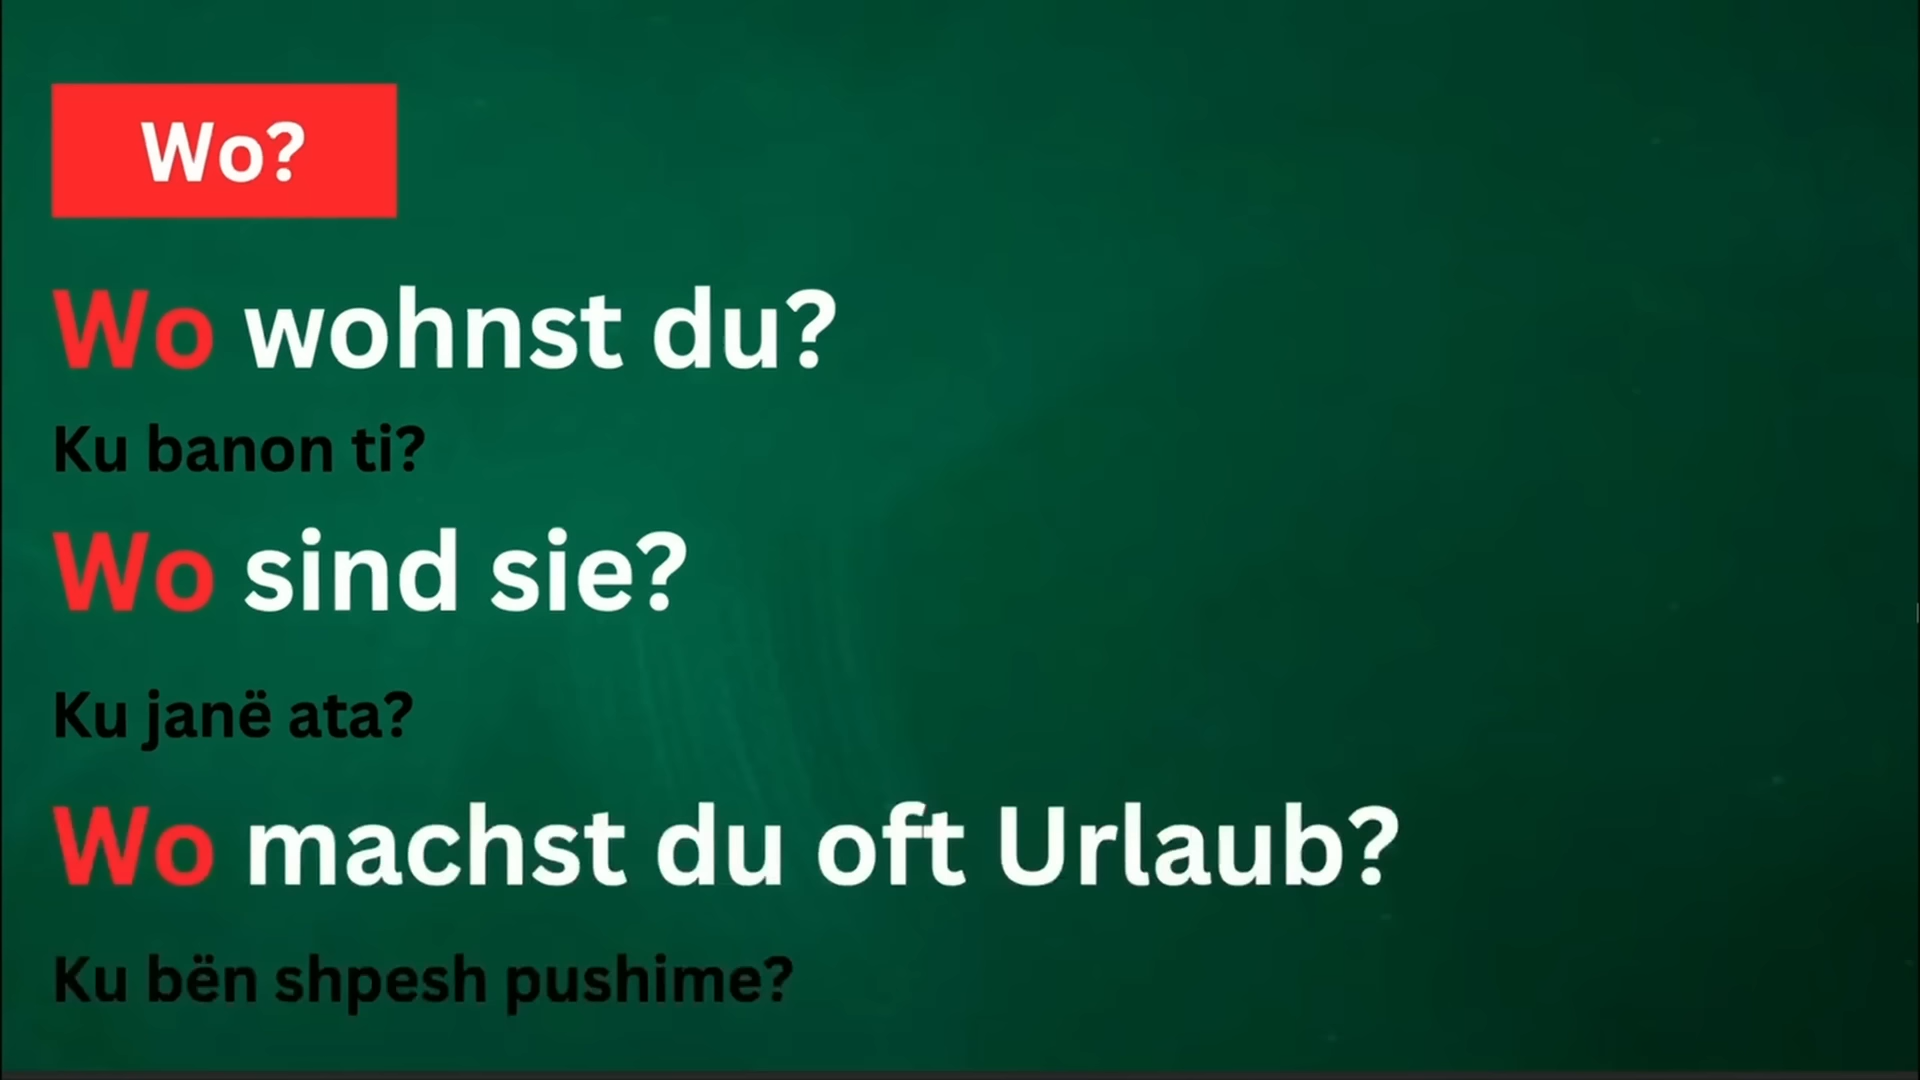 Wo?
Wo wohnst du?
Ku banon ti?
Wo sind sie?
Ku janë ata?
Wo machst du oft Urlaub?
Ku bën shpesh pushime?